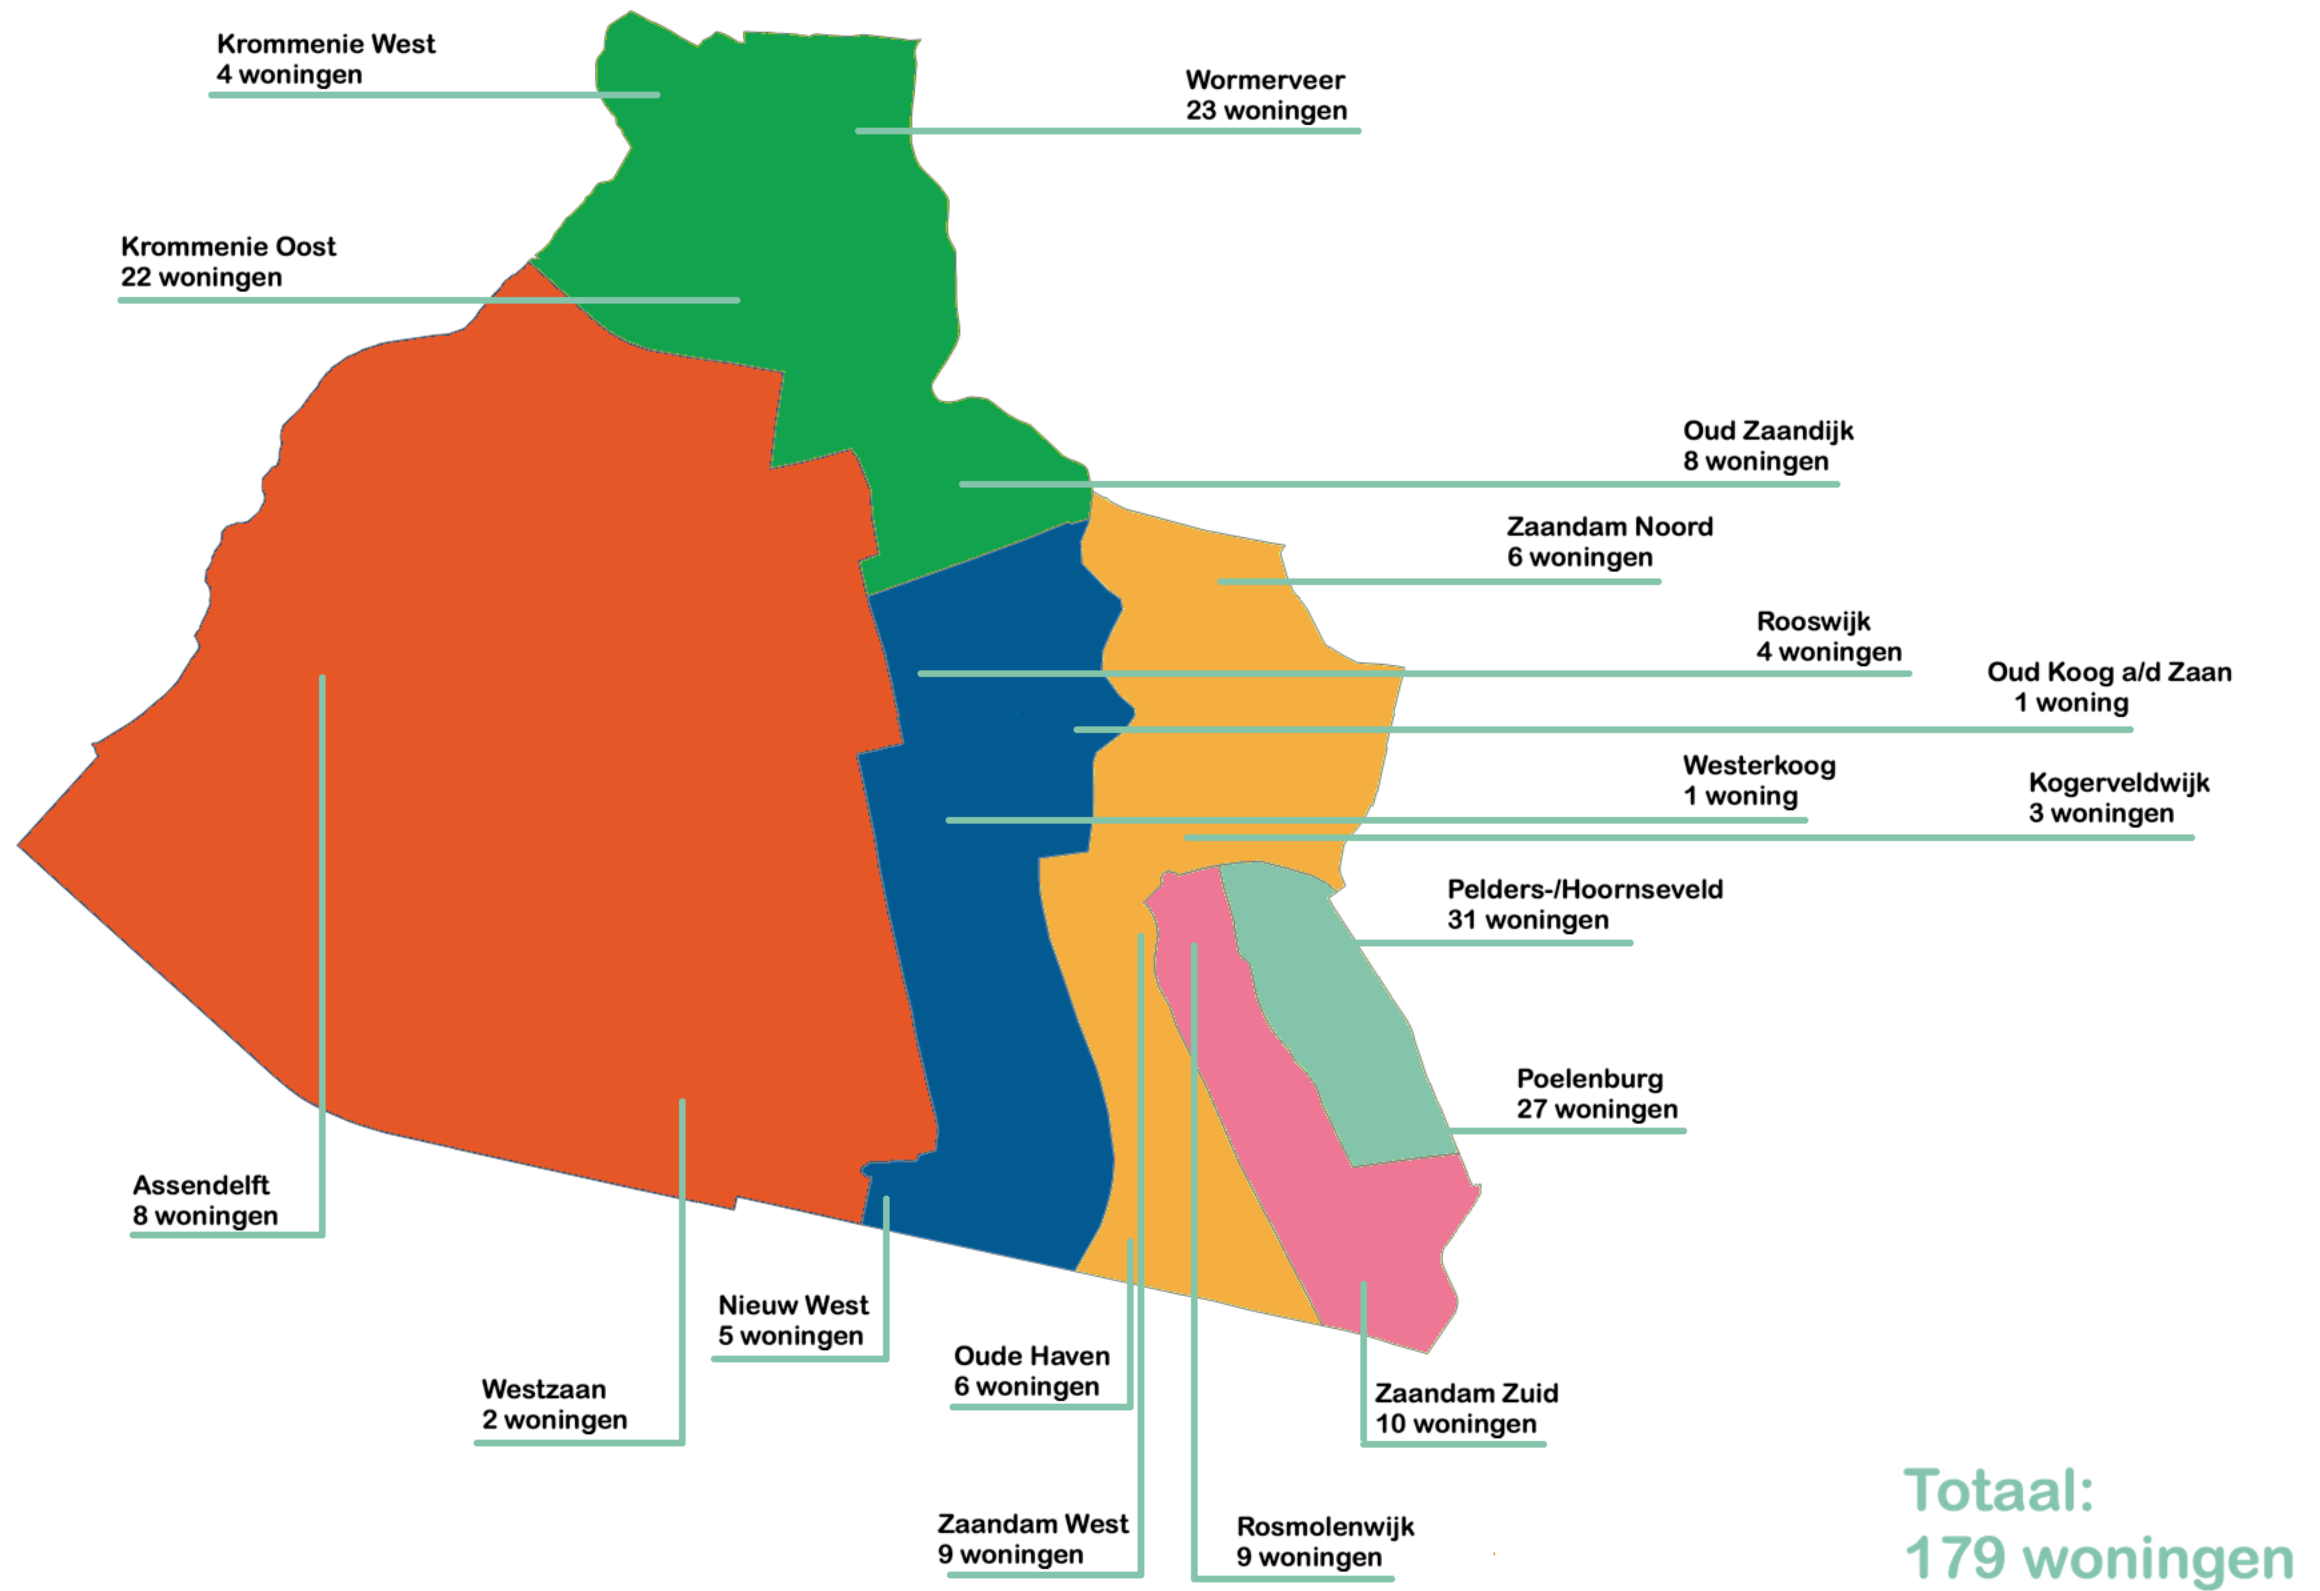 Krommenie West
4 woningen
Wormerveer
23 woningen
Krommenie Oost
22 woningen
Oud Zaandijk
8 woningen
Zaandam Noord
6 woningen
Rooswijk
4 woningen
Oud Koog a/d Zaan
1 woning
Westerkoog
1 woning
Kogerveldwijk
3 woningen
Pelders-/Hoornseveld
31 woningen
Poelenburg
27 woningen
Assendelft
8 woningen
Nieuw West
5 woningen
Oude Haven
6 woningen
Westzaan
2 woningen
Zaandam Zuid
10 woningen
Zaandam West
9 woningen
Rosmolenwijk
9 woningen
Totaal:
179 woningen